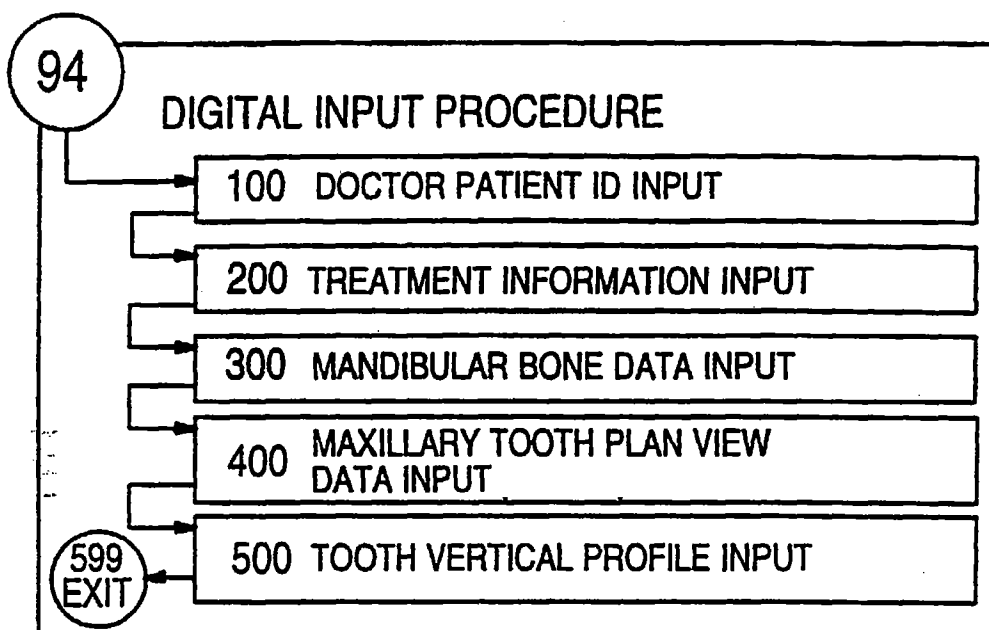 94
DIGITAL INPUT PROCEDURE
100 DOCTOR PATIENT ID INPUT
200 TREATMENT INFORMATION INPUT
300 MANDIBULAR BONE DATA INPUT
400 MAXILLARY TOOTH PLAN VIEW
DATA INPUT
500 TOOTH VERTICAL PROFILE INPUT
599
EXIT